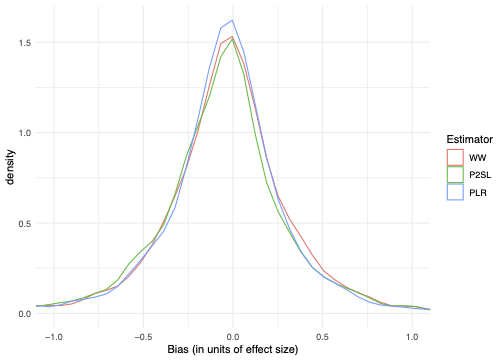 1.5
1.0
0.5
0.0
density
−1.0 −0.5 0.0 0.5 1.0
Bias (in units of effect size)
Estimator
WW
P2SL
PLR